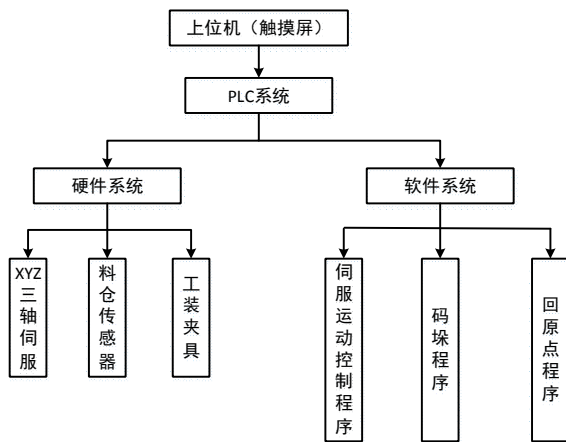 上位机（触摸屏）
PLC系统
硬件系统
软件系统
XYZ三轴伺服
料仓传感器
工装夹具
伺服运动控制程序
码垛程序
回原点程序